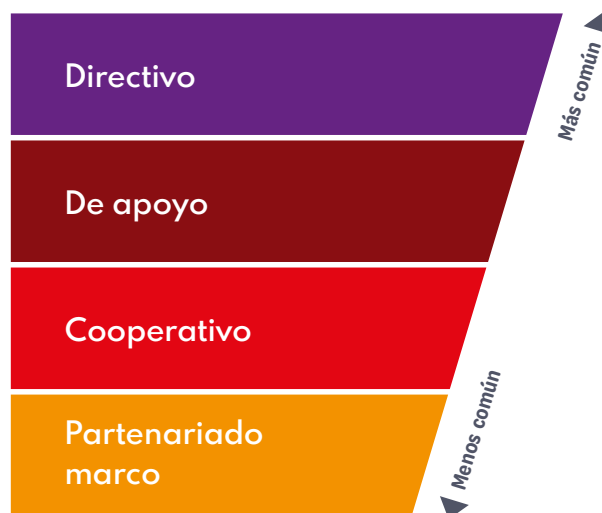 Directivo
Más común
De apoyo
Cooperativo
Partenariado
marco
Menos común